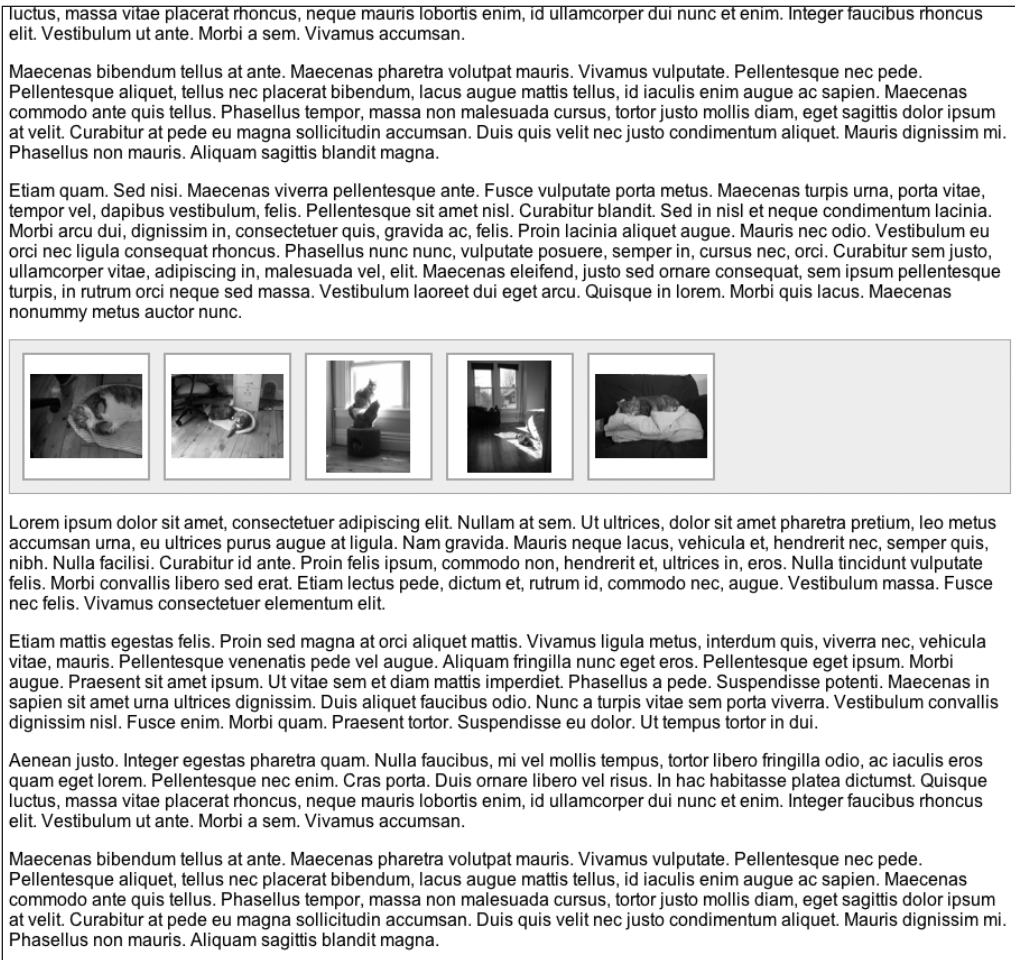 luctus, massa vitae placerat rhoncus, neque mauris lobortis enim, id ullamcorper dui nunc et enim. Integer faucibus rhoncus
elit. Vestibulum ut ante. Morbi a sem. Vivamus accumsan.
Maecenas bibendum tellus at ante. Maecenas pharetra volutpat mauris. Vivamus vulputate. Pellentesque nec pede.
Pellentesque aliquet, tellus nec placerat bibendum, lacus augue mattis tellus, id iaculis enim augue ac sapien. Maecenas
commodo ante quis tellus. Phasellus tempor, massa non malesuada cursus, tortor justo mollis diam, eget sagittis dolor ipsum
at velit. Curabitur at pede eu magna sollicitudin accumsan. Duis quis velit nec justo condimentum aliquet. Mauris dignissim mi.
Phasellus non mauris. Aliquam sagittis blandit magna.
Etiam quam. Sed nisi. Maecenas viverra pellentesque ante. Fusce vulputate porta metus. Maecenas turpis urna, porta vitae,
tempor vel, dapibus vestibulum, felis. Pellentesque sit amet nisl. Curabitur blandit. Sed in nisl et neque condimentum lacinia.
Morbi arcu dui, dignissim in, consectetuer quis, gravida ac, felis. Proin lacinia aliquet augue. Mauris nec odio. Vestibulum eu
orci nec ligula consequat rhoncus. Phasellus nunc nunc, vulputate posuere, semper in, cursus nec, orci. Curabitur sem justo,
ullamcorper vitae, adipiscing in, malesuada vel, elit. Maecenas eleifend, justo sed ornare consequat, sem ipsum pellentesque
turpis, in rutrum orci neque sed massa. Vestibulum laoreet dui eget arcu. Quisque in lorem. Morbi quis lacus. Maecenas
nonummy metus auctor nunc.
Lorem ipsum dolor sit amet, consectetuer adipiscing elit. Nullam at sem. Ut ultrices, dolor sit amet pharetra pretium, leo metus
accumsan urna, eu ultrices purus augue at ligula. Nam gravida. Mauris neque lacus, vehicula et, hendrerit nec, semper quis,
nibh. Nulla facilisi. Curabitur id ante. Proin felis ipsum, commodo non, hendrerit et, ultrices in, eros. Nulla tincidunt vulputate
felis. Morbi convallis libero sed erat. Etiam lectus pede, dictum et, rutrum id, commodo nec, augue. Vestibulum massa. Fusce
nec felis. Vivamus consectetuer elementum elit.
Etiam mattis egestas felis. Proin sed magna at orci aliquet mattis. Vivamus ligula metus, interdum quis, viverra nec, vehicula
vitae, mauris. Pellentesque venenatis pede vel augue. Aliquam fringilla nunc eget eros. Pellentesque eget ipsum. Morbi
augue. Praesent sit amet ipsum. Ut vitae sem et diam mattis imperdiet. Phasellus a pede. Suspendisse potenti. Maecenas in
sapien sit amet urna ultrices dignissim. Duis aliquet faucibus odio. Nunc a turpis vitae sem porta viverra. Vestibulum convallis
dignissim nisl. Fusce enim. Morbi quam. Praesent tortor. Suspendisse eu dolor. Ut tempus tortor in dui.
Aenean justo. Integer egestas pharetra quam. Nulla faucibus, mi vel mollis tempus, tortor libero fringilla odio, ac iaculis eros
quam eget lorem. Pellentesque nec enim. Cras porta. Duis ornare libero vel risus. In hac habitasse platea dictumst. Quisque
luctus, massa vitae placerat rhoncus, neque mauris lobortis enim, id ullamcorper dui nunc et enim. Integer faucibus rhoncus
elit. Vestibulum ut ante. Morbi a sem. Vivamus accumsan.
Maecenas bibendum tellus at ante. Maecenas pharetra volutpat mauris. Vivamus vulputate. Pellentesque nec pede.
Pellentesque aliquet, tellus nec placerat bibendum, lacus augue mattis tellus, id iaculis enim augue ac sapien. Maecenas
commodo ante quis tellus. Phasellus tempor, massa non malesuada cursus, tortor justo mollis diam, eget sagittis dolor ipsum
at velit. Curabitur at pede eu magna sollicitudin accumsan. Duis quis velit nec justo condimentum aliquet. Mauris dignissim mi.
Phasellus non mauris. Aliquam sagittis blandit magna.